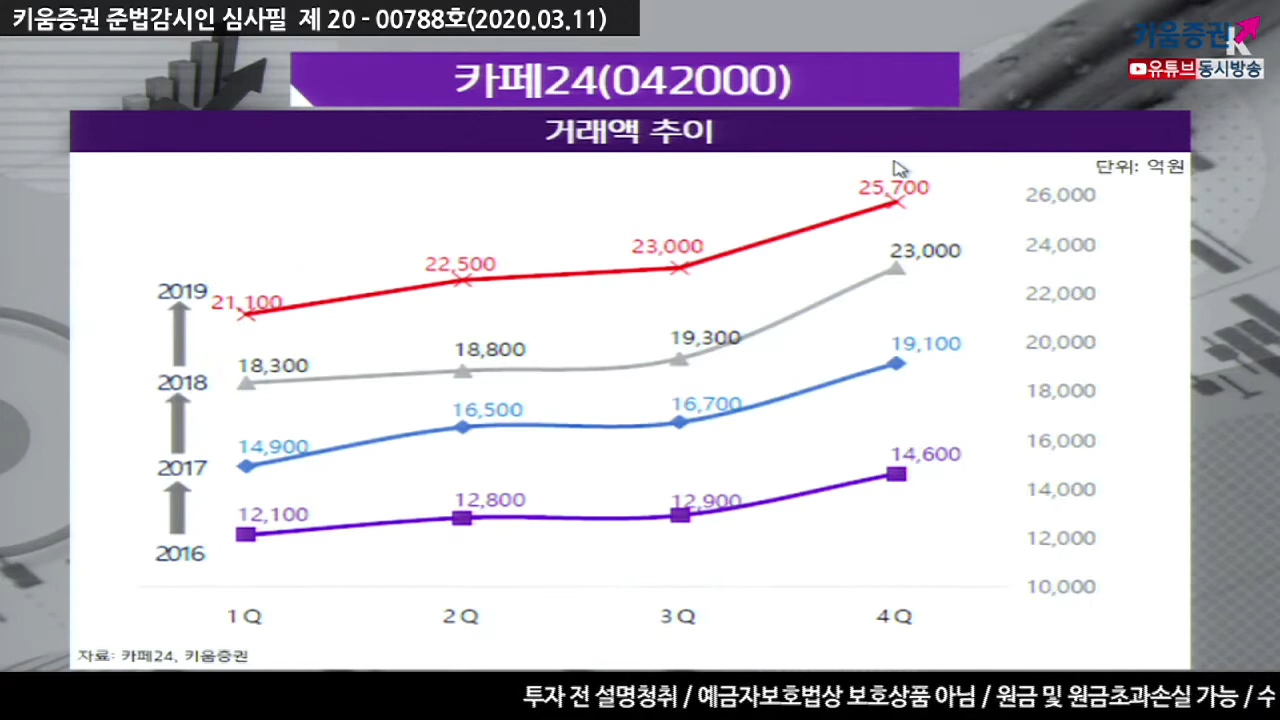 키움증권 준법감시인 심사필 제 20 - 00788호(2020.03.11)
키움증권
유튜브 동시방송
카페24(042000)
거래액 추이
단위: 억원
25,700
26,000
23,000
24,000
23,000
22,500
2019
21,100
22,000
19,300
20,000
18,800
19,100
18,300
2018
18,000
16,700
16,500
14,900
16,000
2017
14,600
14,000
12,900
12,800
12,100
12,000
2016
10,000
1Q
2Q
3Q
4Q
자료: 카페24, 키움증권
투자 전 설명청취 / 예금자보호법상 보호상품 아님 / 원금 및 원금초과손실 가능 / 수